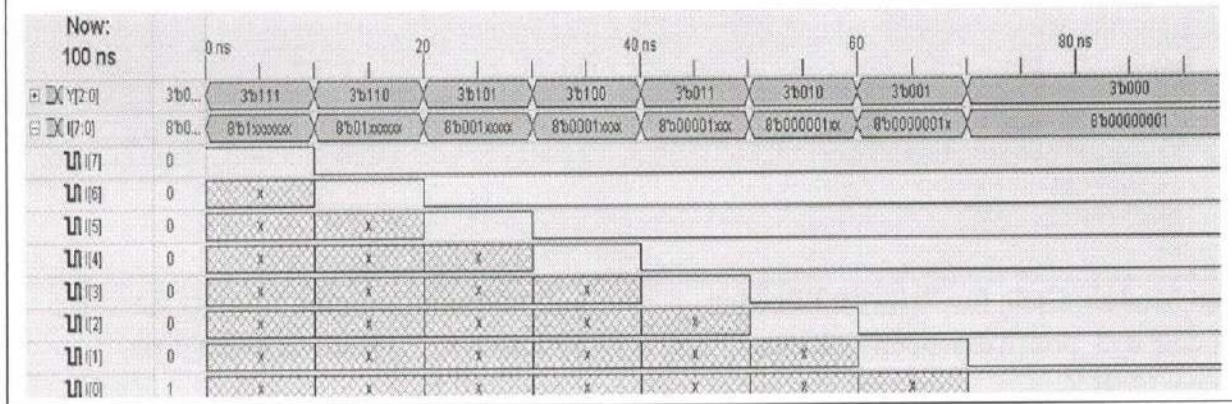 Now:
100 ns
0 ns 20 40 ns 60 80 ns
Y[2:0] 3'b0... 3'b111 3'b110 3'b101 3'b100 3'b011 3'b010 3'b001 3'b000
I[7:0] 8'b0... 8'b1xxxxxxx 8'b01xxxxxx 8'b001xxxxx 8'b0001xxxx 8'b00001xxx 8'b000001xx 8'b0000001x 8'b00000001
I[7] 0
I[6] 0 x
I[5] 0 x x
I[4] 0 x x x
I[3] 0 x x x x
I[2] 0 x x x x x
I[1] 0 x x x x x x
I[0] 1 x x x x x x x